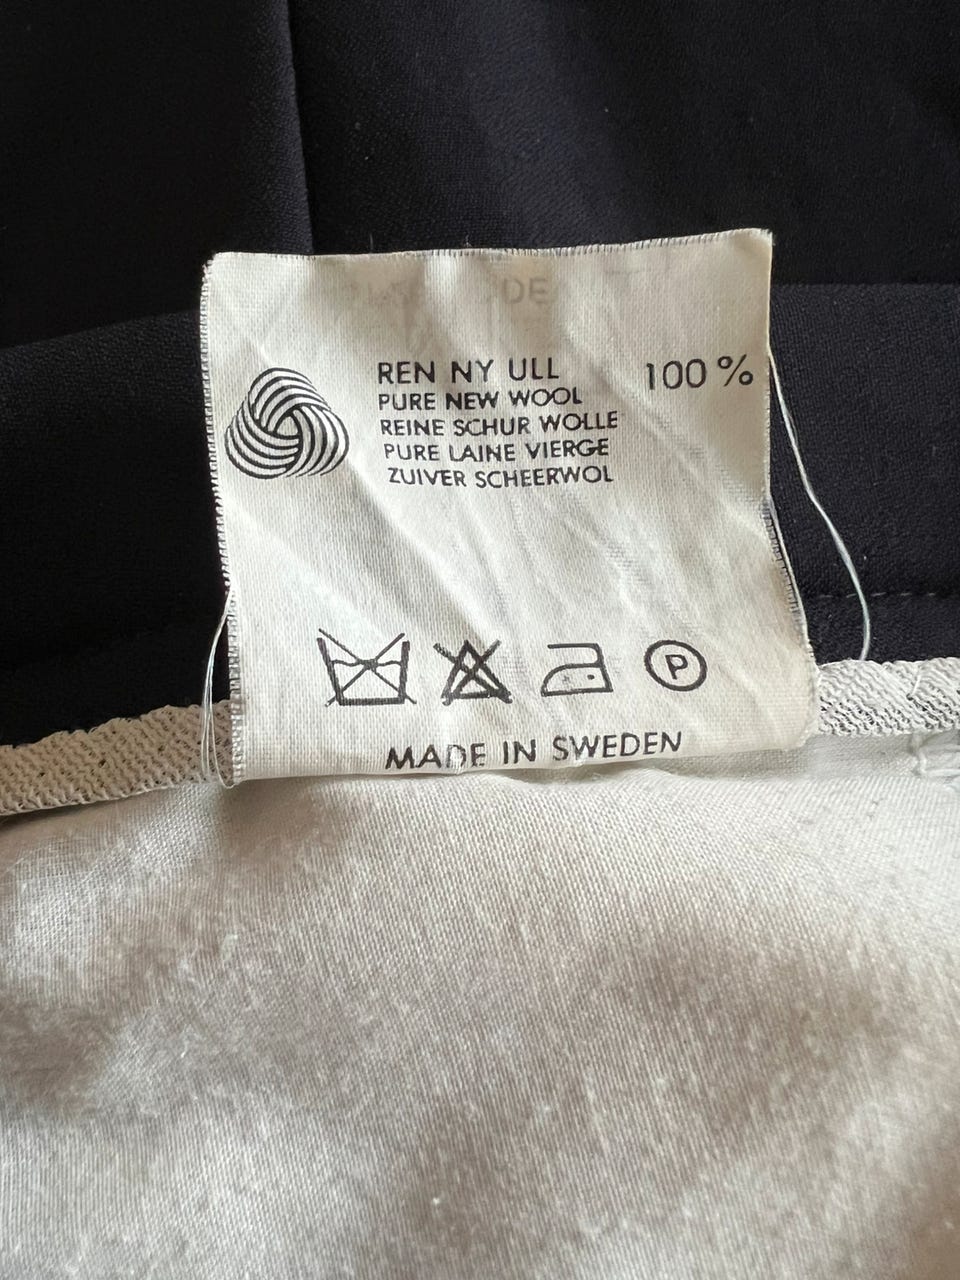 REN NY ULL 100 %
PURE NEW WOOL
REINE SCHUR WOLLE
PURE LAINE VIERGE
ZUIVER SCHEERWOL
P
MADE IN SWEDEN